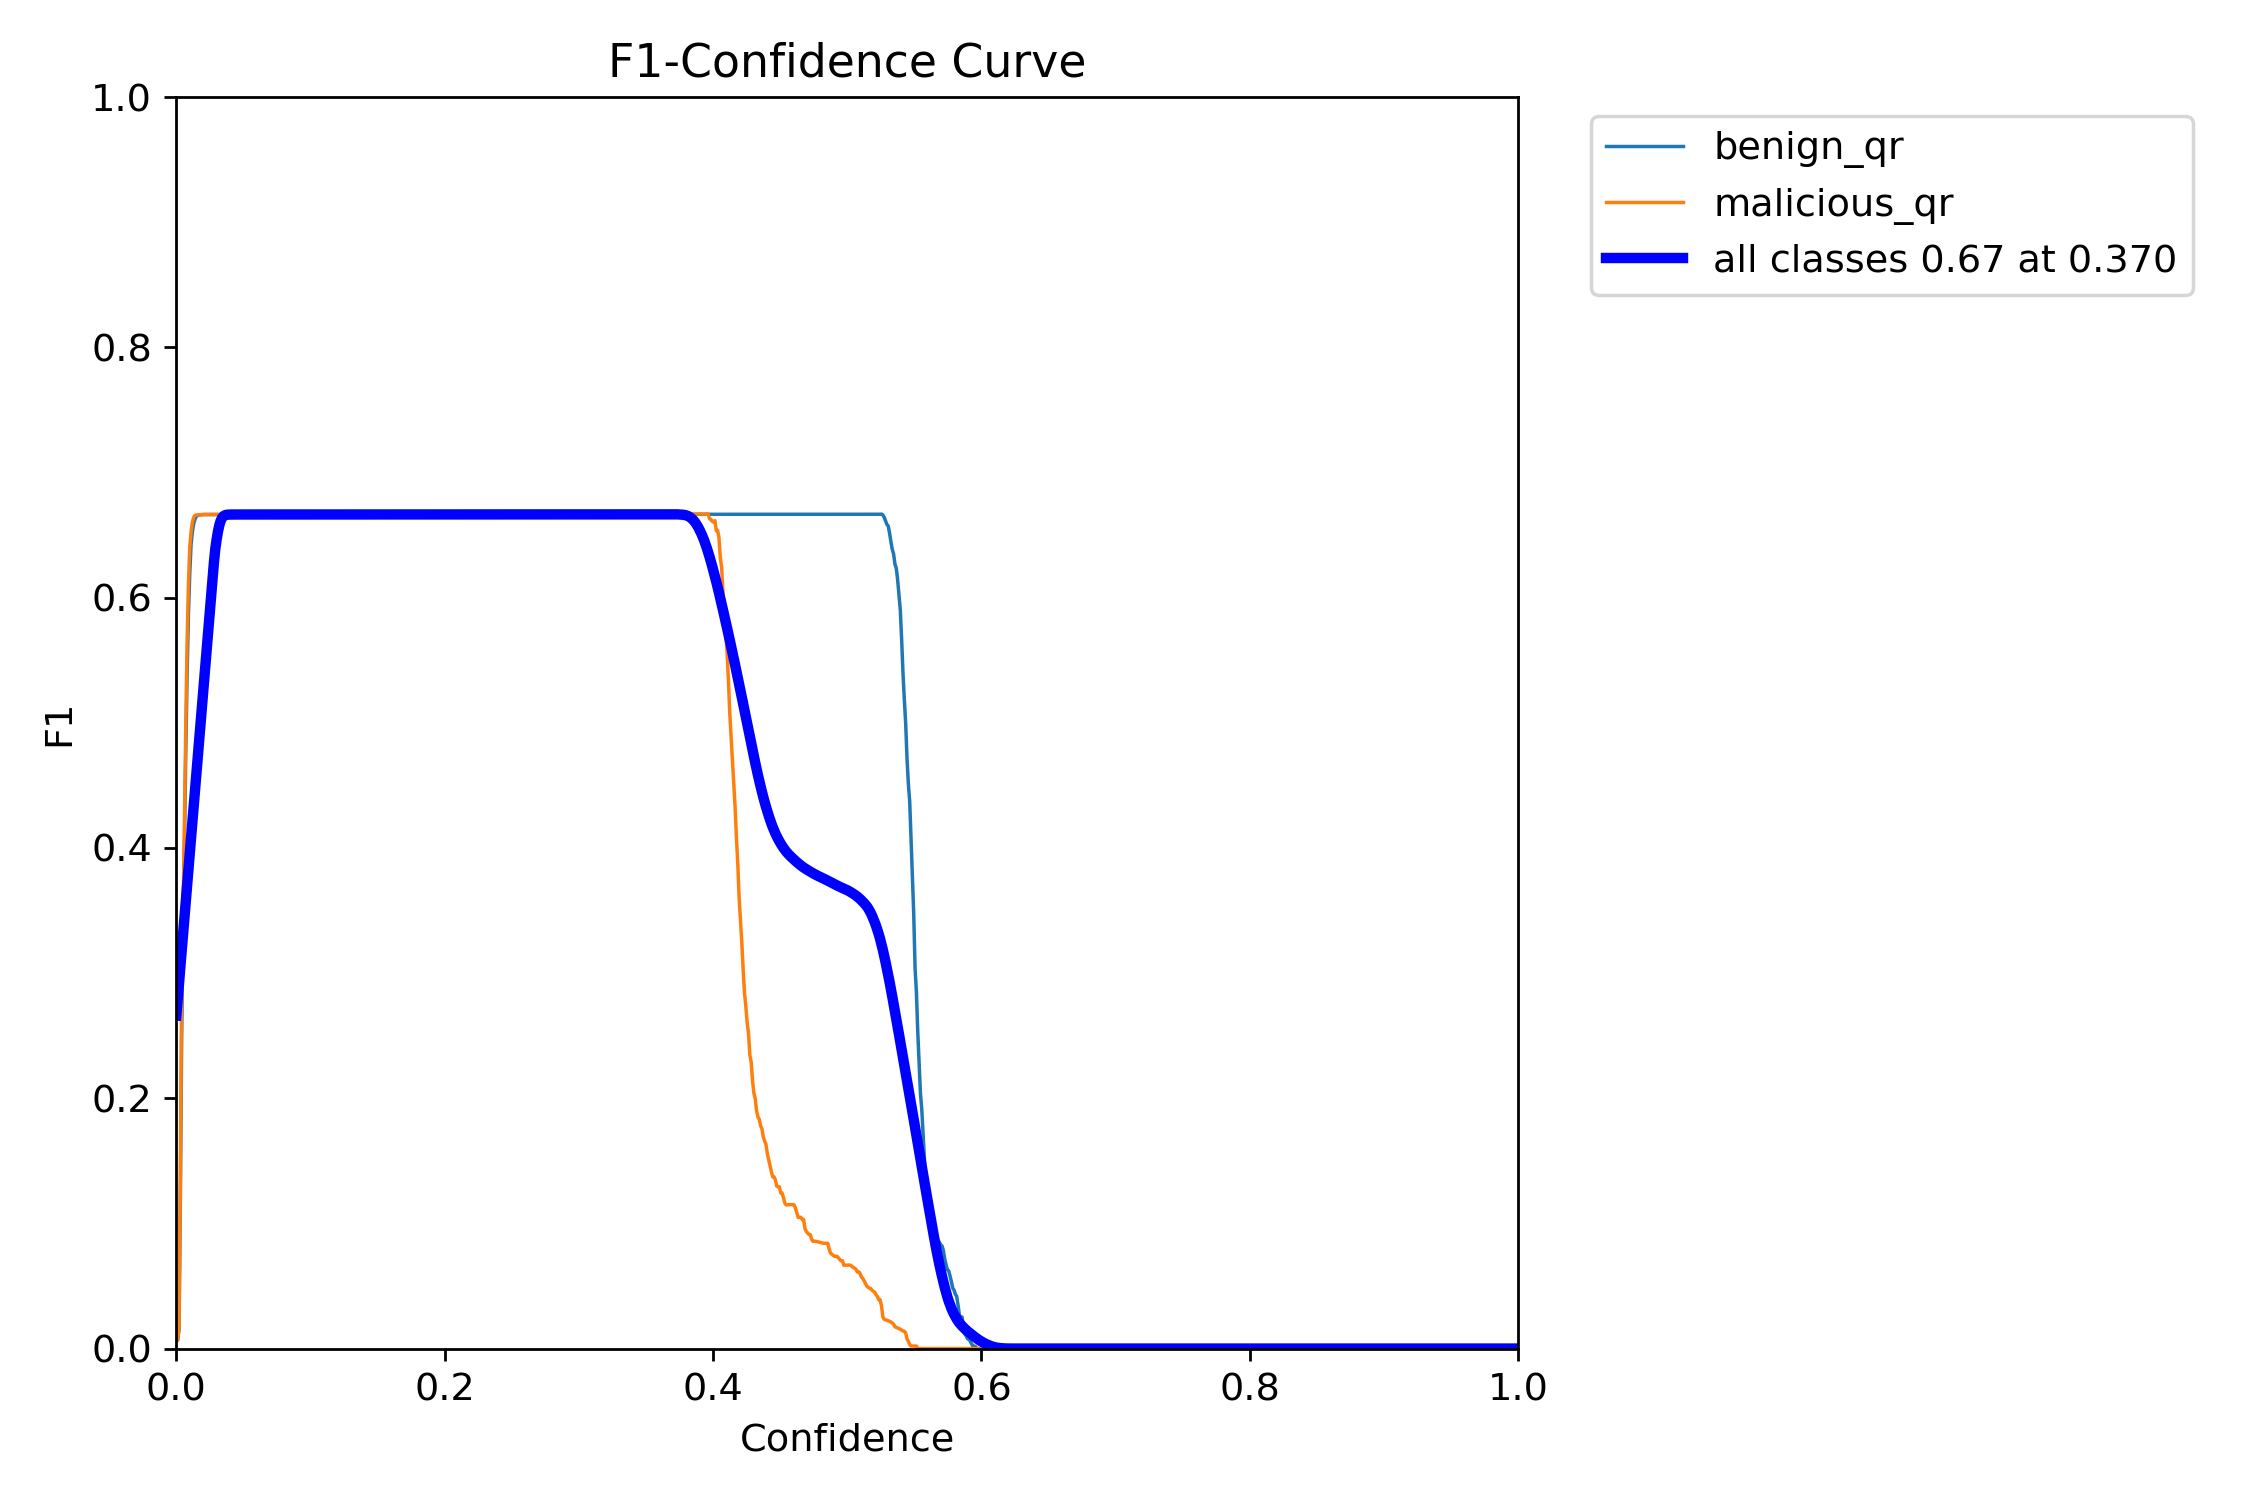 F1-Confidence Curve
benign_qr
malicious_qr
all classes 0.67 at 0.370
1.0
0.8
0.6
0.4
0.2
0.0
F1
0.0 0.2 0.4 0.6 0.8 1.0
Confidence